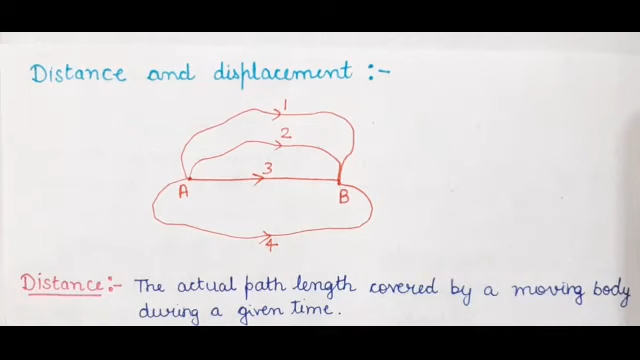 Distance and displacement :-
1
2
3
A
B
4
Distance:- The actual path length covered by a moving body
during a given time.